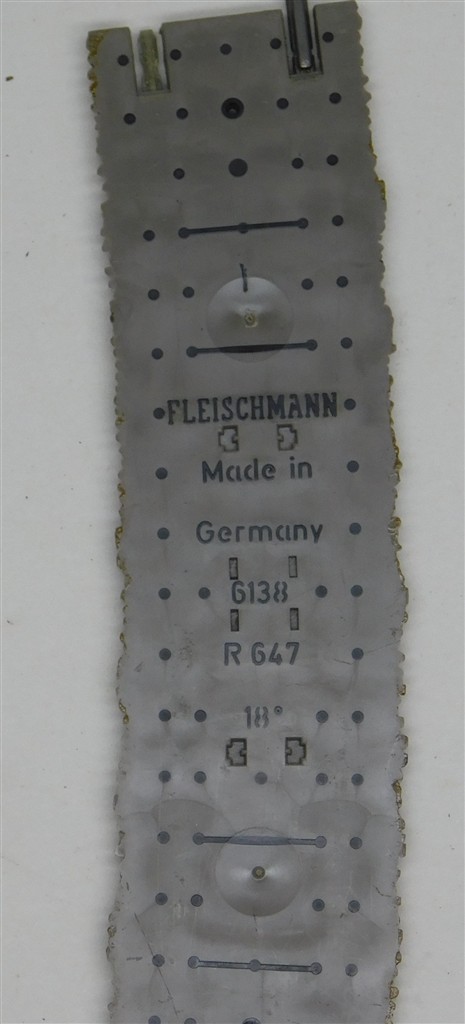 FLEISCHMANN
Made in
Germany
6138
R 647
18°